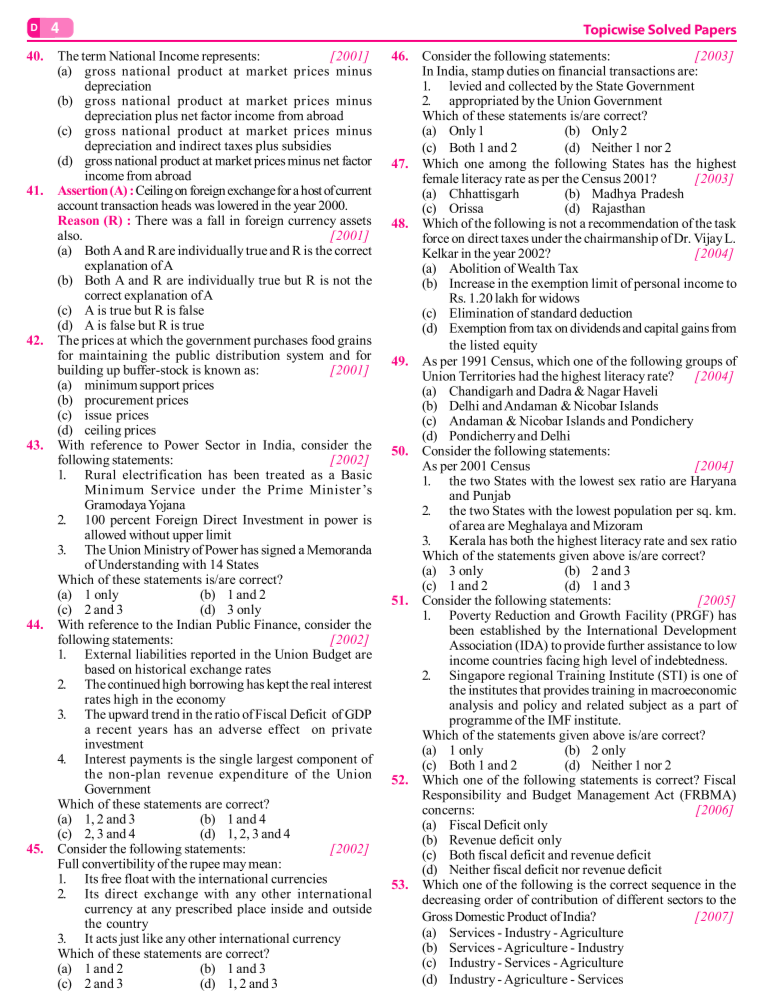 D 4
Topicwise Solved Papers
40. The term National Income represents: [2001]
(a) gross national product at market prices minus
depreciation
(b) gross national product at market prices minus
depreciation plus net factor income from abroad
(c) gross national product at market prices minus
depreciation and indirect taxes plus subsidies
(d) gross national product at market prices minus net factor
income from abroad
41. Assertion (A) : Ceiling on foreign exchange for a host of current
account transaction heads was lowered in the year 2000.
Reason (R) : There was a fall in foreign currency assets
also. [2001]
(a) Both A and R are individually true and R is the correct
explanation of A
(b) Both A and R are individually true but R is not the
correct explanation of A
(c) A is true but R is false
(d) A is false but R is true
42. The prices at which the government purchases food grains
for maintaining the public distribution system and for
building up buffer-stock is known as: [2001]
(a) minimum support prices
(b) procurement prices
(c) issue prices
(d) ceiling prices
43. With reference to Power Sector in India, consider the
following statements: [2002]
1. Rural electrification has been treated as a Basic
Minimum Service under the Prime Minister's
Gramodaya Yojana
2. 100 percent Foreign Direct Investment in power is
allowed without upper limit
3. The Union Ministry of Power has signed a Memoranda
of Understanding with 14 States
Which of these statements is/are correct?
(a) 1 only (b) 1 and 2
(c) 2 and 3 (d) 3 only
44. With reference to the Indian Public Finance, consider the
following statements: [2002]
1. External liabilities reported in the Union Budget are
based on historical exchange rates
2. The continued high borrowing has kept the real interest
rates high in the economy
3. The upward trend in the ratio of Fiscal Deficit of GDP
a recent years has an adverse effect on private
investment
4. Interest payments is the single largest component of
the non-plan revenue expenditure of the Union
Government
Which of these statements are correct?
(a) 1, 2 and 3 (b) 1 and 4
(c) 2, 3 and 4 (d) 1, 2, 3 and 4
45. Consider the following statements: [2002]
Full convertibility of the rupee may mean:
1. Its free float with the international currencies
2. Its direct exchange with any other international
currency at any prescribed place inside and outside
the country
3. It acts just like any other international currency
Which of these statements are correct?
(a) 1 and 2 (b) 1 and 3
(c) 2 and 3 (d) 1, 2 and 3
46. Consider the following statements: [2003]
In India, stamp duties on financial transactions are:
1. levied and collected by the State Government
2. appropriated by the Union Government
Which of these statements is/are correct?
(a) Only 1 (b) Only 2
(c) Both 1 and 2 (d) Neither 1 nor 2
47. Which one among the following States has the highest
female literacy rate as per the Census 2001? [2003]
(a) Chhattisgarh (b) Madhya Pradesh
(c) Orissa (d) Rajasthan
48. Which of the following is not a recommendation of the task
force on direct taxes under the chairmanship of Dr. Vijay L.
Kelkar in the year 2002? [2004]
(a) Abolition of Wealth Tax
(b) Increase in the exemption limit of personal income to
Rs. 1.20 lakh for widows
(c) Elimination of standard deduction
(d) Exemption from tax on dividends and capital gains from
the listed equity
49. As per 1991 Census, which one of the following groups of
Union Territories had the highest literacy rate? [2004]
(a) Chandigarh and Dadra & Nagar Haveli
(b) Delhi and Andaman & Nicobar Islands
(c) Andaman & Nicobar Islands and Pondichery
(d) Pondicherry and Delhi
50. Consider the following statements:
As per 2001 Census [2004]
1. the two States with the lowest sex ratio are Haryana
and Punjab
2. the two States with the lowest population per sq. km.
of area are Meghalaya and Mizoram
3. Kerala has both the highest literacy rate and sex ratio
Which of the statements given above is/are correct?
(a) 3 only (b) 2 and 3
(c) 1 and 2 (d) 1 and 3
51. Consider the following statements: [2005]
1. Poverty Reduction and Growth Facility (PRGF) has
been established by the International Development
Association (IDA) to provide further assistance to low
income countries facing high level of indebtedness.
2. Singapore regional Training Institute (STI) is one of
the institutes that provides training in macroeconomic
analysis and policy and related subject as a part of
programme of the IMF institute.
Which of the statements given above is/are correct?
(a) 1 only (b) 2 only
(c) Both 1 and 2 (d) Neither 1 nor 2
52. Which one of the following statements is correct? Fiscal
Responsibility and Budget Management Act (FRBMA)
concerns: [2006]
(a) Fiscal Deficit only
(b) Revenue deficit only
(c) Both fiscal deficit and revenue deficit
(d) Neither fiscal deficit nor revenue deficit
53. Which one of the following is the correct sequence in the
decreasing order of contribution of different sectors to the
Gross Domestic Product of India? [2007]
(a) Services - Industry - Agriculture
(b) Services - Agriculture - Industry
(c) Industry - Services - Agriculture
(d) Industry - Agriculture - Services